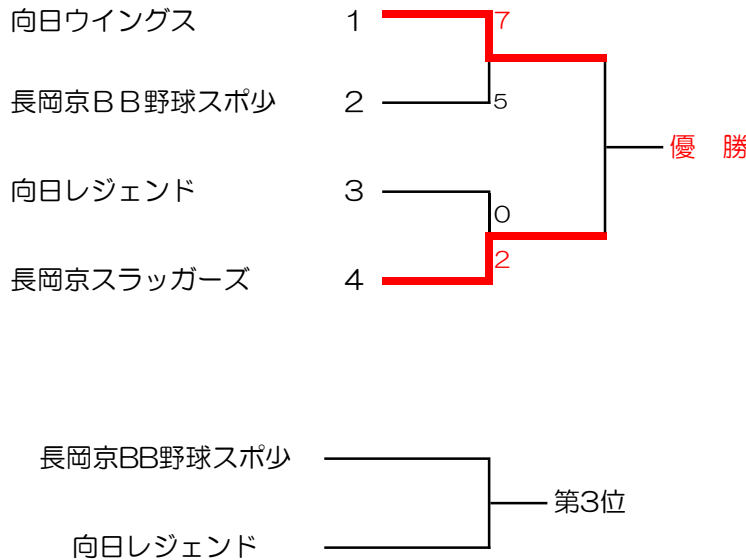 向日ウイングス 1 7
長岡京ＢＢ野球スポ少 2 5
優 勝
向日レジェンド 3 0
長岡京スラッガーズ 4 2
長岡京BB野球スポ少
第3位
向日レジェンド